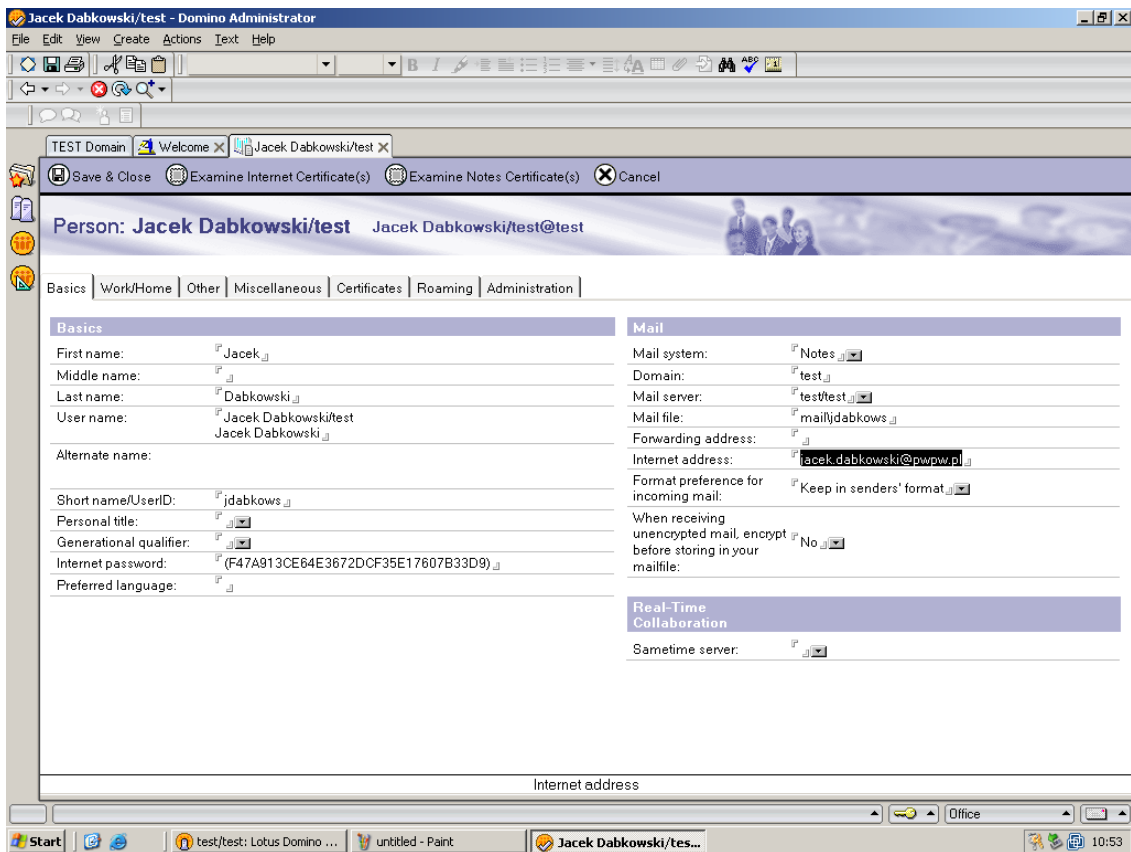 Jacek Dabkowski/test - Domino Administrator
File Edit View Create Actions Text Help
TEST Domain Welcome Jacek Dabkowski/test
Save & Close Examine Internet Certificate(s) Examine Notes Certificate(s) Cancel
Person: Jacek Dabkowski/test Jacek Dabkowski/test@test
Basics Work/Home Other Miscellaneous Certificates Roaming Administration
Basics
First name: Jacek
Middle name:
Last name: Dabkowski
User name: Jacek Dabkowski/test
Jacek Dabkowski
Alternate name:
Short name/UserID: jdabkows
Personal title:
Generational qualifier:
Internet password: (F47A913CE64E3672DCF35E17607B33D9)
Preferred language:
Mail
Mail system: Notes
Domain: test
Mail server: test/test
Mail file: mail\jdabkows
Forwarding address:
Internet address: jacek.dabkowski@pwpw.pl
Format preference for
incoming mail: Keep in senders' format
When receiving
unencrypted mail, encrypt
before storing in your
mailfile: No
Real-Time
Collaboration
Sametime server:
Internet address
Office
Start test/test: Lotus Domino ... untitled - Paint Jacek Dabkowski/tes... 10:53